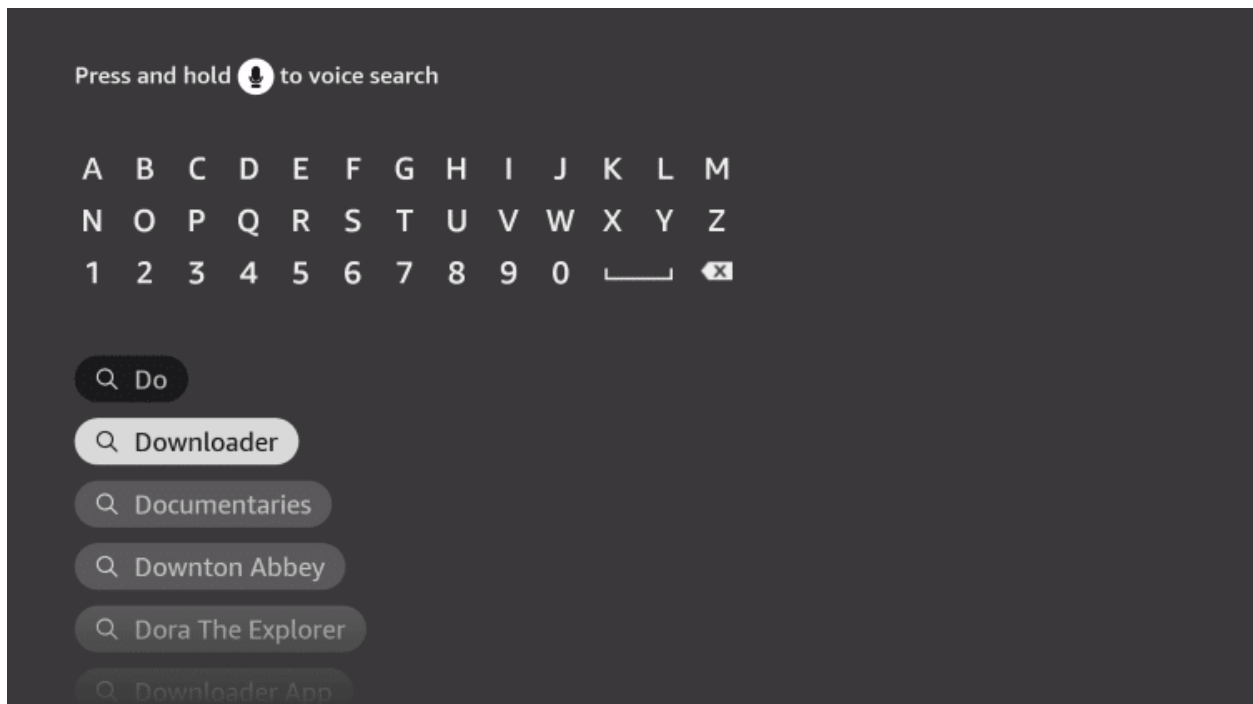 Press and hold to voice search
A B C D E F G H I J K L M
N O P Q R S T U V W X Y Z
1 2 3 4 5 6 7 8 9 0
Do
Downloader
Documentaries
Downton Abbey
Dora The Explorer
Downloader App